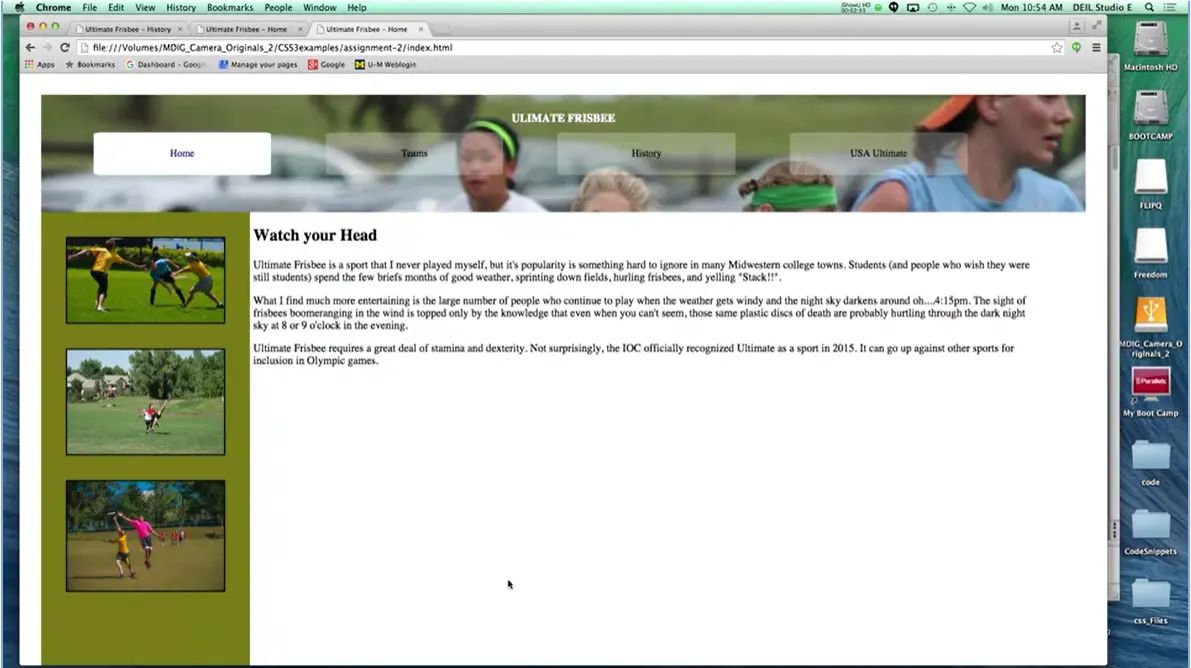 Chrome File Edit View History Bookmarks People Window Help
Mon 10:54 AM DEIL Studio E
Ultimate Frisbee – History
Ultimate Frisbee – Home
Ultimate Frisbee – Home
file:///Volumes/MDIG_Camera_Originals_2/CSS3examples/assignment-2/index.html
Apps Bookmarks Dashboard – Googl Manage your pages Google U-M Weblogin
ULIMATE FRISBEE
Home Teams History USA Ultimate
Watch your Head
Ultimate Frisbee is a sport that I never played myself, but it's popularity is something hard to ignore in many Midwestern college towns. Students (and people who wish they were
still students) spend the few briefs months of good weather, sprinting down fields, hurling frisbees, and yelling "Stack!!".
What I find much more entertaining is the large number of people who continue to play when the weather gets windy and the night sky darkens around oh....4:15pm. The sight of
frisbees boomeranging in the wind is topped only by the knowledge that even when you can't seem, those same plastic discs of death are probably hurtling through the dark night
sky at 8 or 9 o'clock in the evening.
Ultimate Frisbee requires a great deal of stamina and dexterity. Not surprisingly, the IOC officially recognized Ultimate as a sport in 2015. It can go up against other sports for
inclusion in Olympic games.
Macintosh HD
BOOTCAMP
FLIPQ
Freedom
MDIG_Camera_O
riginals_2
Parallels
My Boot Camp
code
CodeSnippets
css_Files